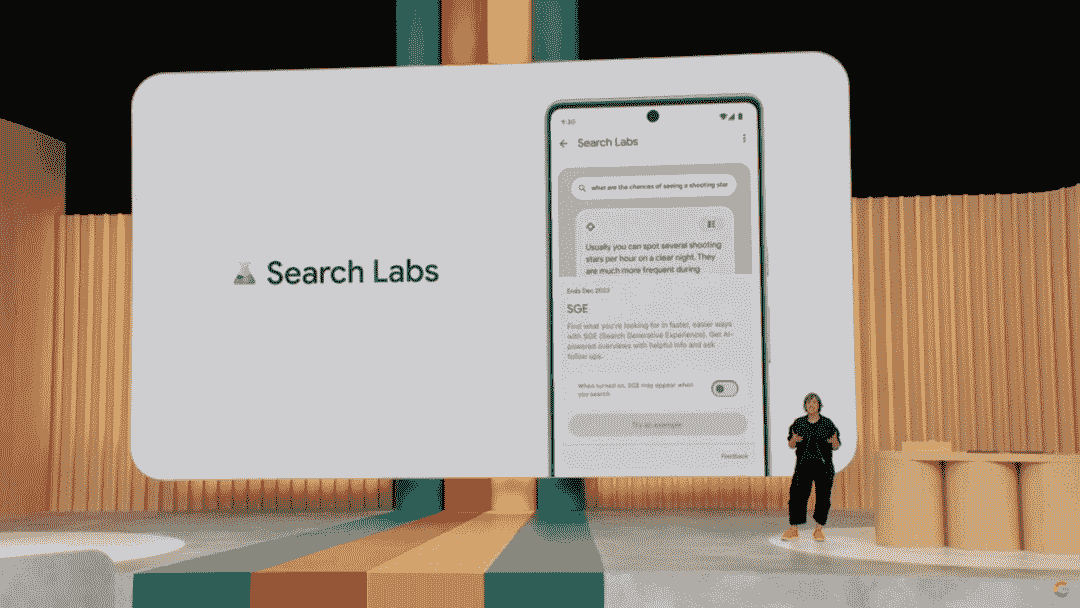 Search Labs
9:30
Search Labs
what are the chances of seeing a shooting star
Usually you can spot several shooting
stars per hour on a clear night. They
are much more frequent during
Ends Dec 2023
SGE
Find what you're looking for in faster, easier ways
with SGE (Search Generative Experience). Get AI-
powered overviews with helpful info and ask
follow ups.
When turned on, SGE may appear when
you search
Try an example
Feedback